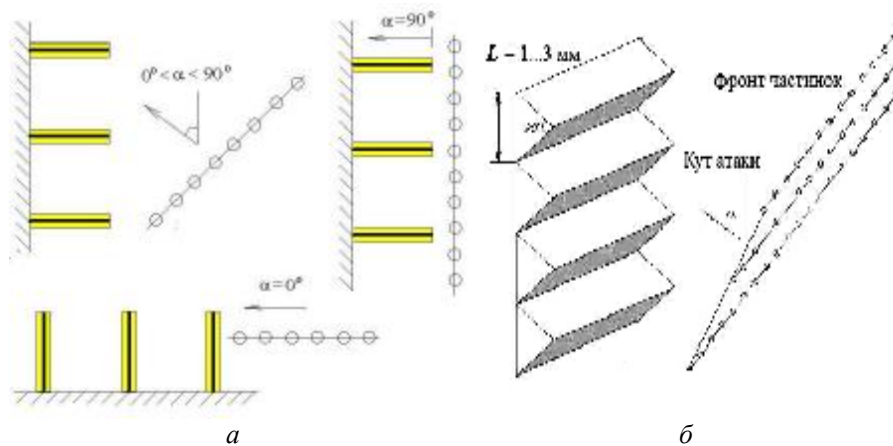 0° < α < 90°
α=90°
α=0°
L – 1...3 мм
Фронт частинок
Кут атаки
α
а
б